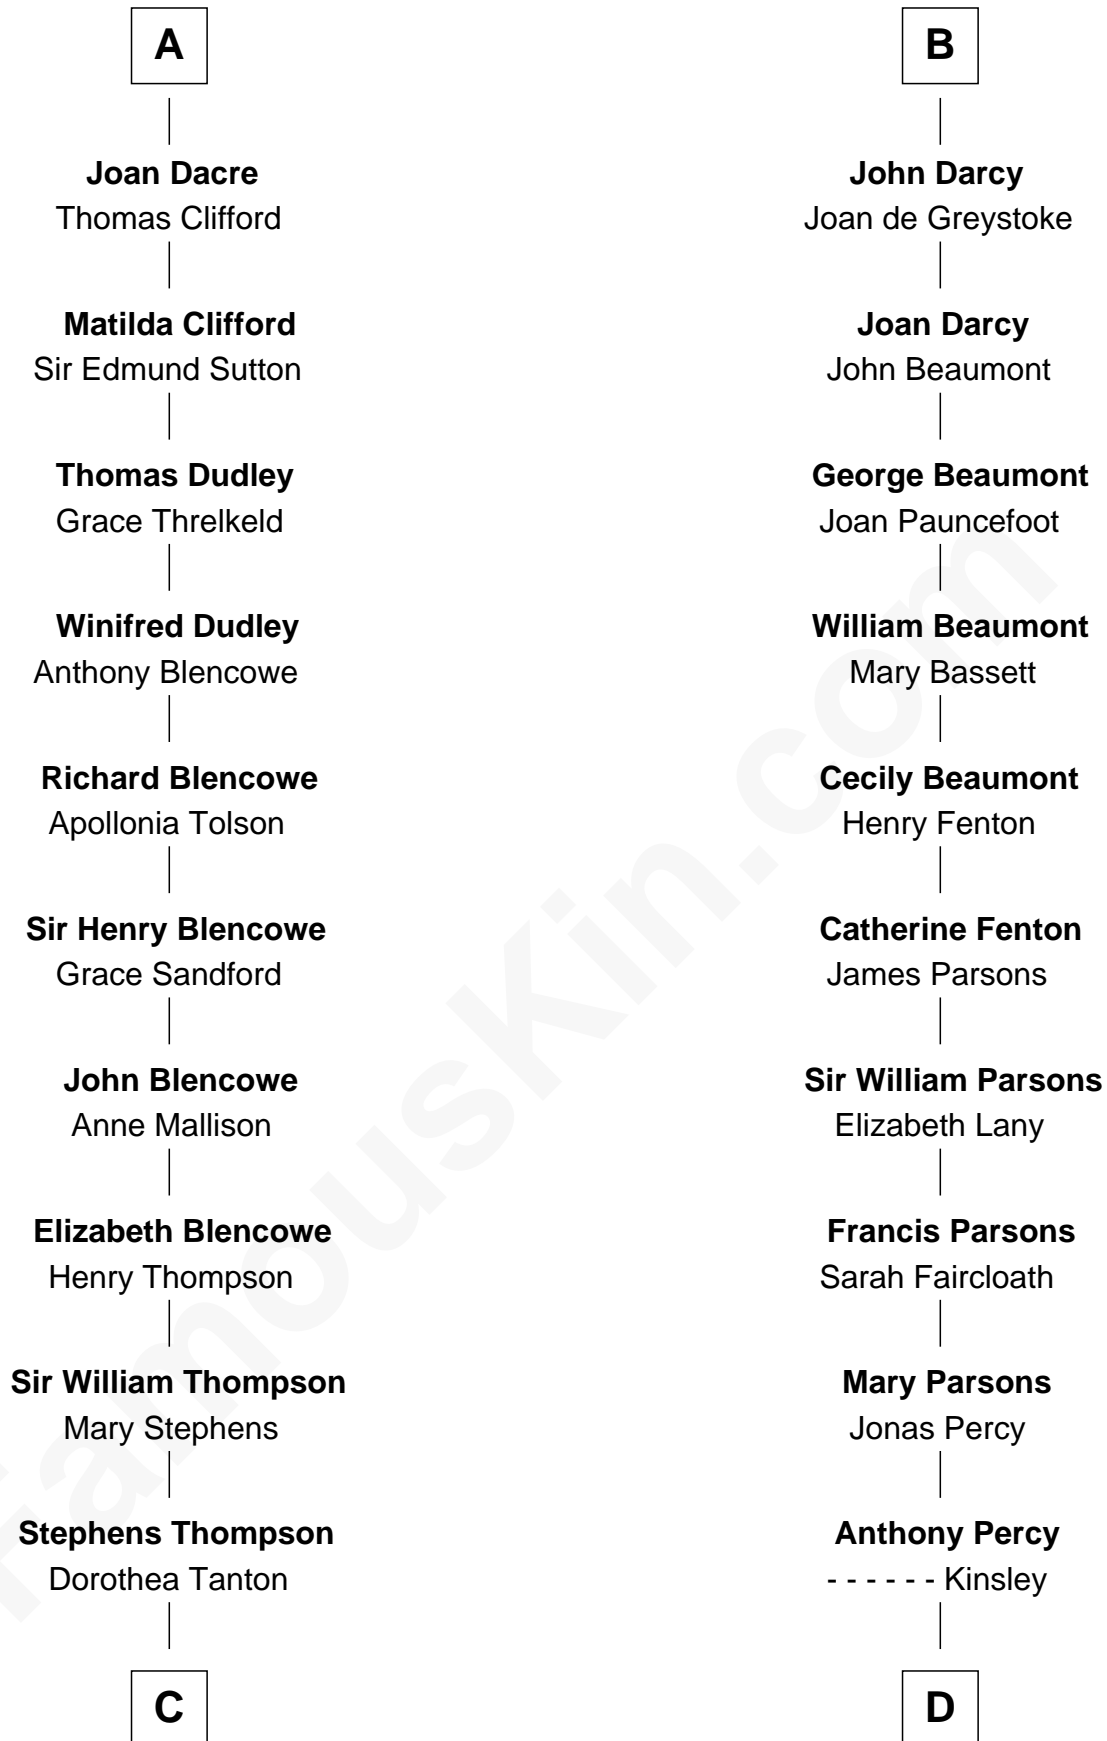 A
Joan Dacre
Thomas Clifford
Matilda Clifford
Sir Edmund Sutton
Thomas Dudley
Grace Threlkeld
Winifred Dudley
Anthony Blencowe
Richard Blencowe
Apollonia Tolson
Sir Henry Blencowe
Grace Sandford
John Blencowe
Anne Mallison
Elizabeth Blencowe
Henry Thompson
Sir William Thompson
Mary Stephens
Stephens Thompson
Dorothea Tanton
C
B
John Darcy
Joan de Greystoke
Joan Darcy
John Beaumont
George Beaumont
Joan Pauncefoot
William Beaumont
Mary Bassett
Cecily Beaumont
Henry Fenton
Catherine Fenton
James Parsons
Sir William Parsons
Elizabeth Lany
Francis Parsons
Sarah Faircloath
Mary Parsons
Jonas Percy
Anthony Percy
- - - - - - Kinsley
D
FamousKin.com